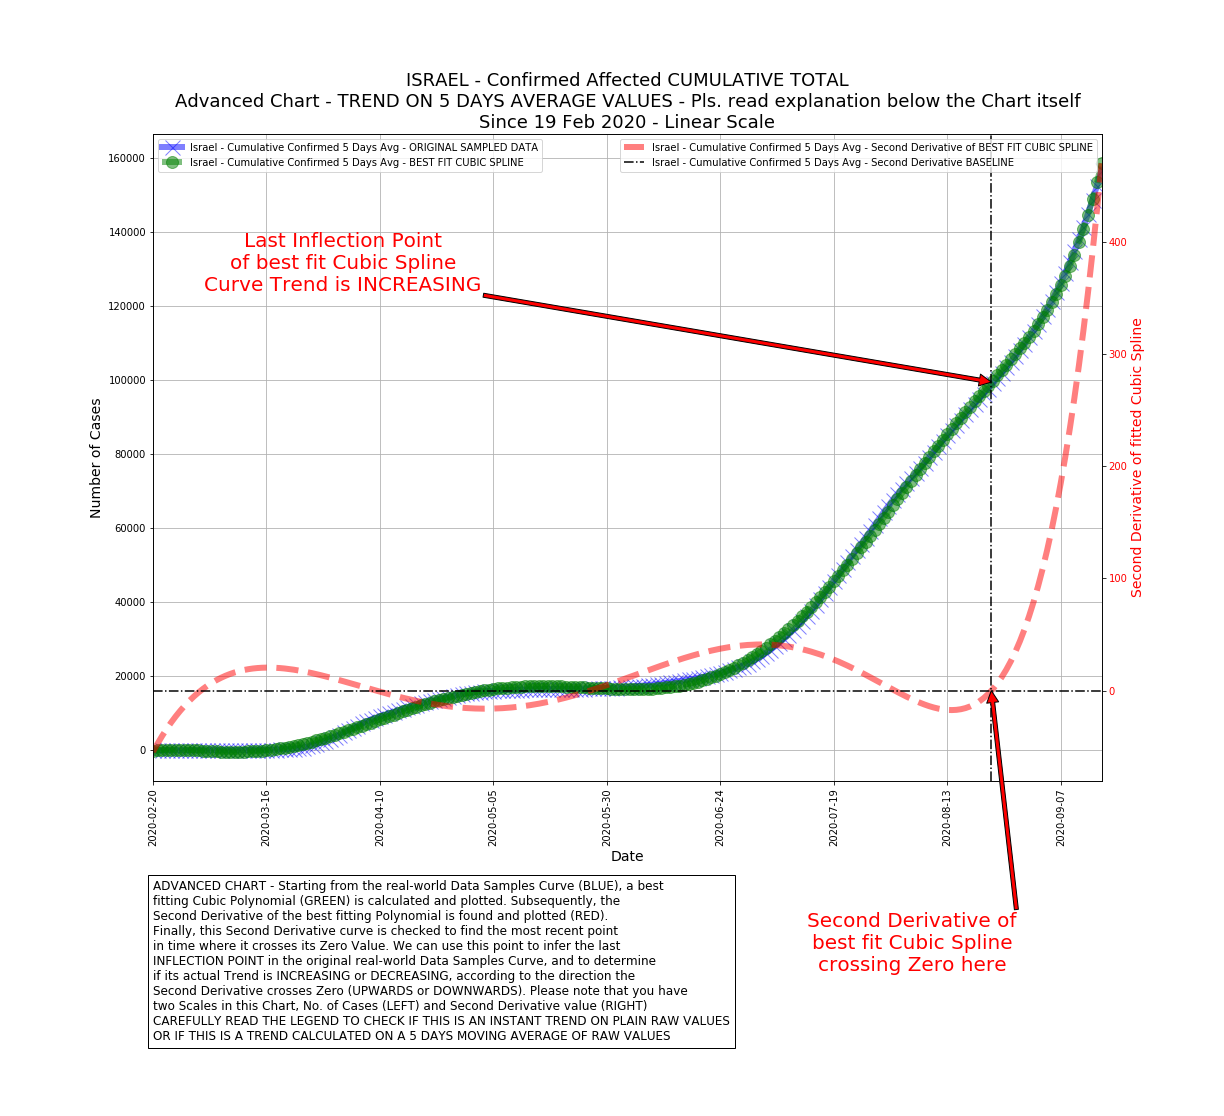 ISRAEL - Confirmed Affected CUMULATIVE TOTAL
Advanced Chart - TREND ON 5 DAYS AVERAGE VALUES - Pls. read explanation below the Chart itself
Since 19 Feb 2020 - Linear Scale
Israel - Cumulative Confirmed 5 Days Avg - ORIGINAL SAMPLED DATA
Israel - Cumulative Confirmed 5 Days Avg - BEST FIT CUBIC SPLINE
Israel - Cumulative Confirmed 5 Days Avg - Second Derivative of BEST FIT CUBIC SPLINE
Israel - Cumulative Confirmed 5 Days Avg - Second Derivative BASELINE
Last Inflection Point
of best fit Cubic Spline
Curve Trend is INCREASING
Number of Cases
160000
140000
120000
100000
80000
60000
40000
20000
0
400
300
200
100
0
Second Derivative of fitted Cubic Spline
2020-02-20
2020-03-16
2020-04-10
2020-05-05
2020-05-30
2020-06-24
2020-07-19
2020-08-13
2020-09-07
Date
ADVANCED CHART - Starting from the real-world Data Samples Curve (BLUE), a best
fitting Cubic Polynomial (GREEN) is calculated and plotted. Subsequently, the
Second Derivative of the best fitting Polynomial is found and plotted (RED).
Finally, this Second Derivative curve is checked to find the most recent point
in time where it crosses its Zero Value. We can use this point to infer the last
INFLECTION POINT in the original real-world Data Samples Curve, and to determine
if its actual Trend is INCREASING or DECREASING, according to the direction the
Second Derivative crosses Zero (UPWARDS or DOWNWARDS). Please note that you have
two Scales in this Chart, No. of Cases (LEFT) and Second Derivative value (RIGHT)
CAREFULLY READ THE LEGEND TO CHECK IF THIS IS AN INSTANT TREND ON PLAIN RAW VALUES
OR IF THIS IS A TREND CALCULATED ON A 5 DAYS MOVING AVERAGE OF RAW VALUES
Second Derivative of
best fit Cubic Spline
crossing Zero here